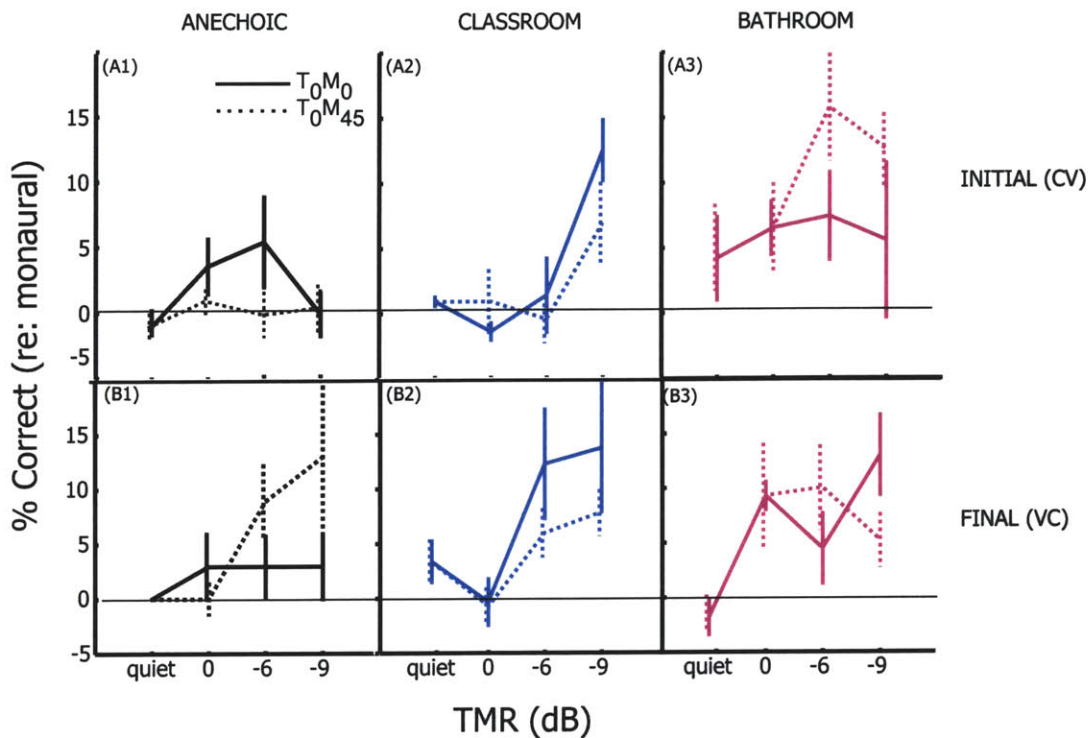 ANECHOIC CLASSROOM BATHROOM
(A1) (A2) (A3)
T0M0
T0M45
15
10
5
0
-5
INITIAL (CV)
% Correct (re: monaural)
(B1) (B2) (B3)
15
10
5
0
-5
FINAL (VC)
quiet 0 -6 -9 quiet 0 -6 -9 quiet 0 -6 -9
TMR (dB)